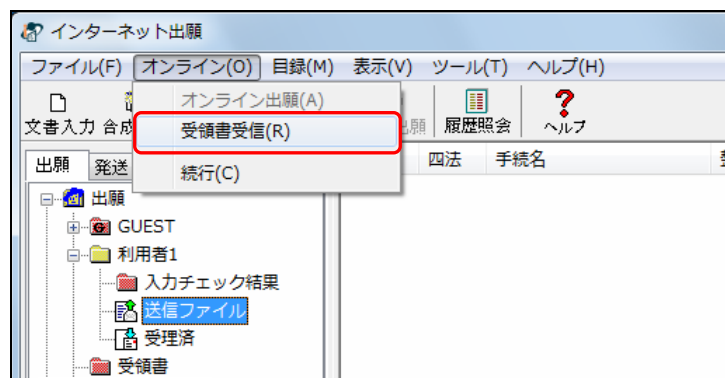 インターネット出願
ファイル(F) オンライン(O) 目録(M) 表示(V) ツール(T) ヘルプ(H)
オンライン出願(A)
受領書受信(R)
続行(C)
文書入力 合成 出願 履歴照会 ヘルプ
出願 発送 四法 手続名
出願
GUEST
利用者1
入力チェック結果
送信ファイル
受理済
受領書